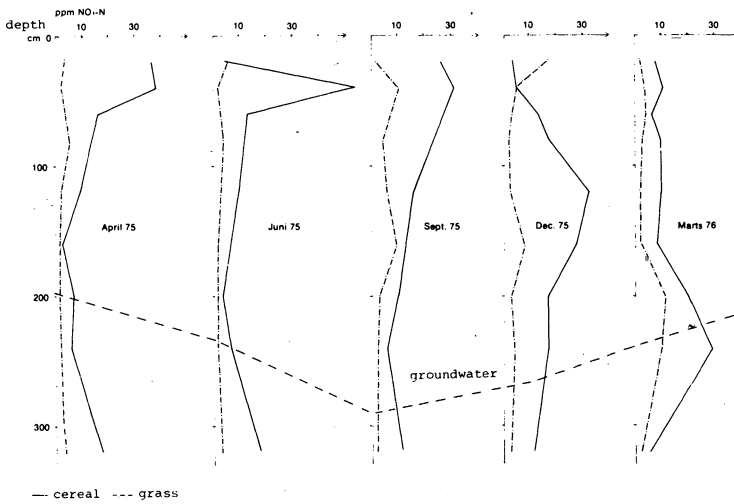 ppm NO₃-N
depth 10 30 10 30 10 30 10 30 10 30
cm 0
100
April 75 Juni 75 Sept. 75 Dec. 75 Marts 76
200
groundwater
300
— cereal --- grass